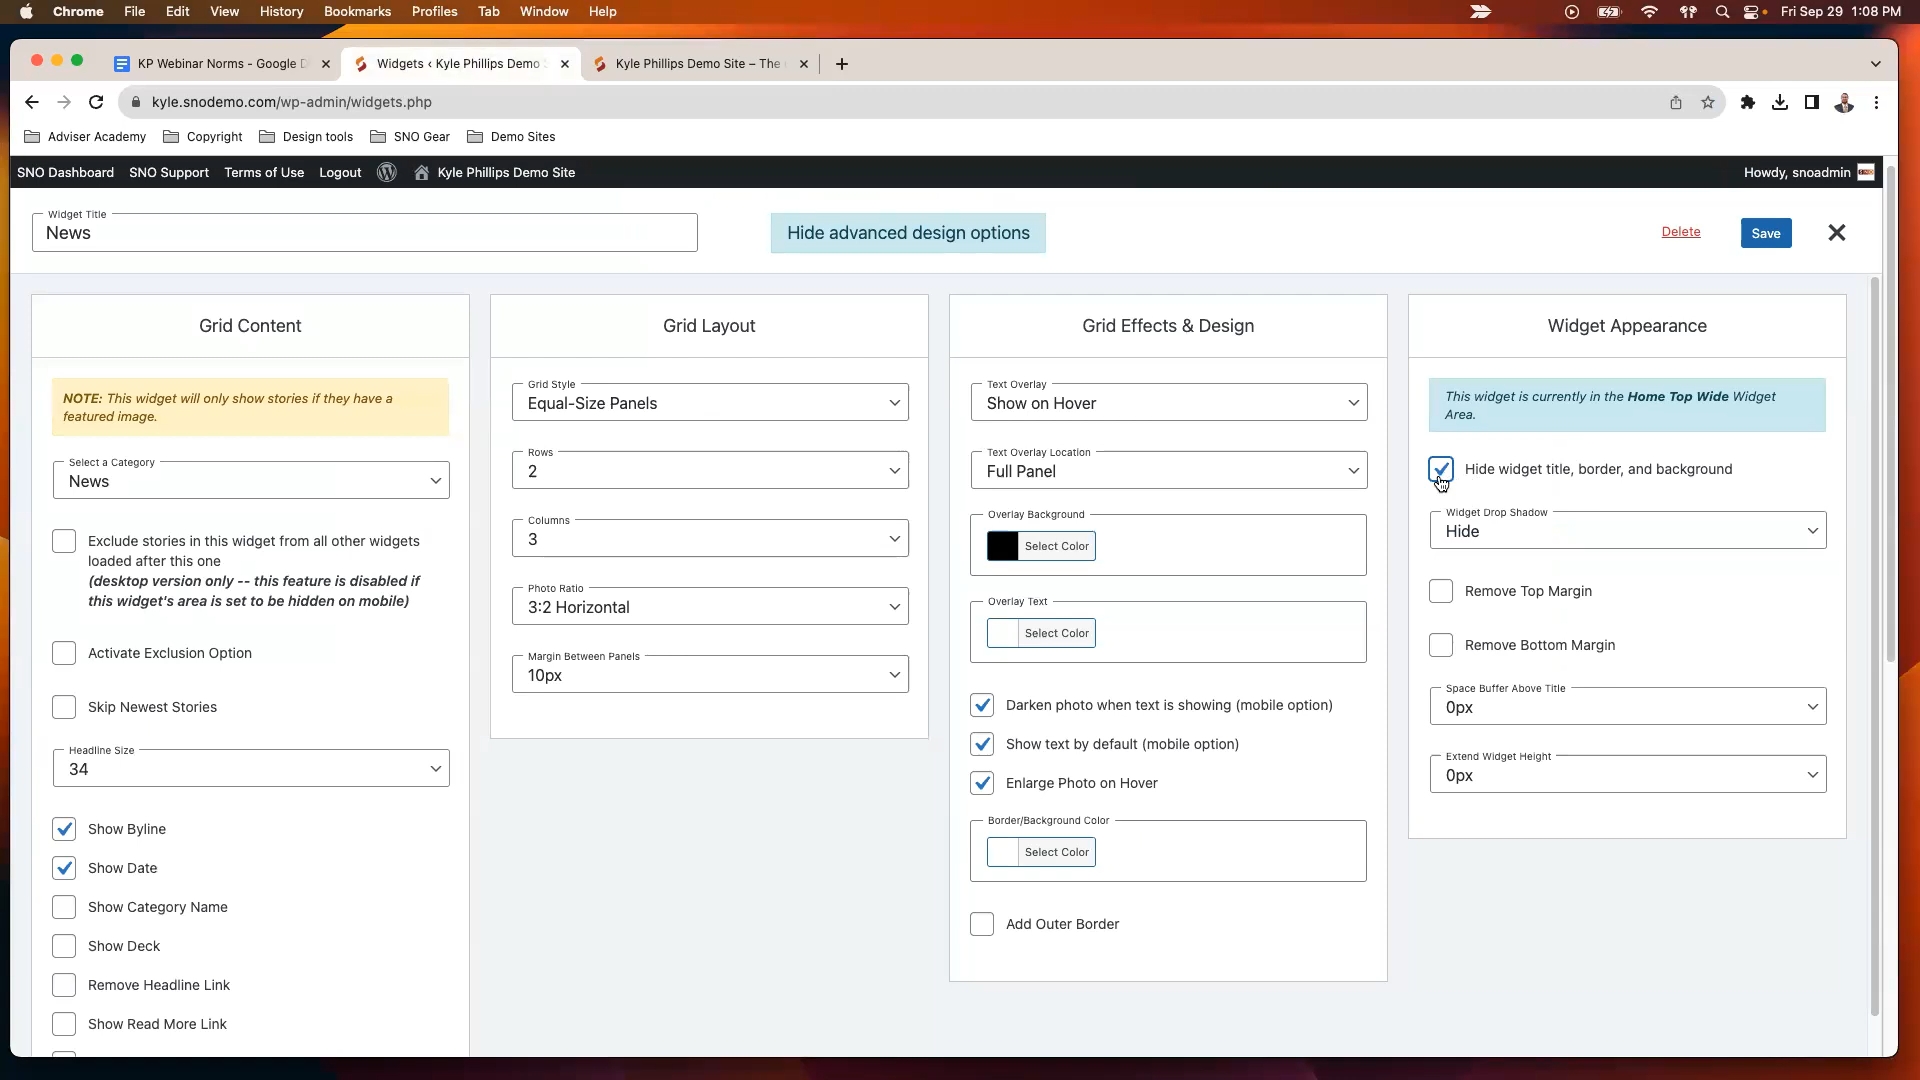 Chrome File Edit View History Bookmarks Profiles Tab Window Help
Fri Sep 29 1:08 PM
KP Webinar Norms - Google D
Widgets ‹ Kyle Phillips Demo S
Kyle Phillips Demo Site – The
kyle.snodemo.com/wp-admin/widgets.php
Adviser Academy Copyright Design tools SNO Gear Demo Sites
SNO Dashboard SNO Support Terms of Use Logout Kyle Phillips Demo Site
Howdy, snoadmin
Widget Title
News
Hide advanced design options
Delete
Save
Grid Content
NOTE: This widget will only show stories if they have a
featured image.
Select a Category
News
Exclude stories in this widget from all other widgets
loaded after this one
(desktop version only -- this feature is disabled if
this widget's area is set to be hidden on mobile)
Activate Exclusion Option
Skip Newest Stories
Headline Size
34
Show Byline
Show Date
Show Category Name
Show Deck
Remove Headline Link
Show Read More Link
Grid Layout
Grid Style
Equal-Size Panels
Rows
2
Columns
3
Photo Ratio
3:2 Horizontal
Margin Between Panels
10px
Grid Effects & Design
Text Overlay
Show on Hover
Text Overlay Location
Full Panel
Overlay Background
Select Color
Overlay Text
Select Color
Darken photo when text is showing (mobile option)
Show text by default (mobile option)
Enlarge Photo on Hover
Border/Background Color
Select Color
Add Outer Border
Widget Appearance
This widget is currently in the Home Top Wide Widget
Area.
Hide widget title, border, and background
Widget Drop Shadow
Hide
Remove Top Margin
Remove Bottom Margin
Space Buffer Above Title
0px
Extend Widget Height
0px